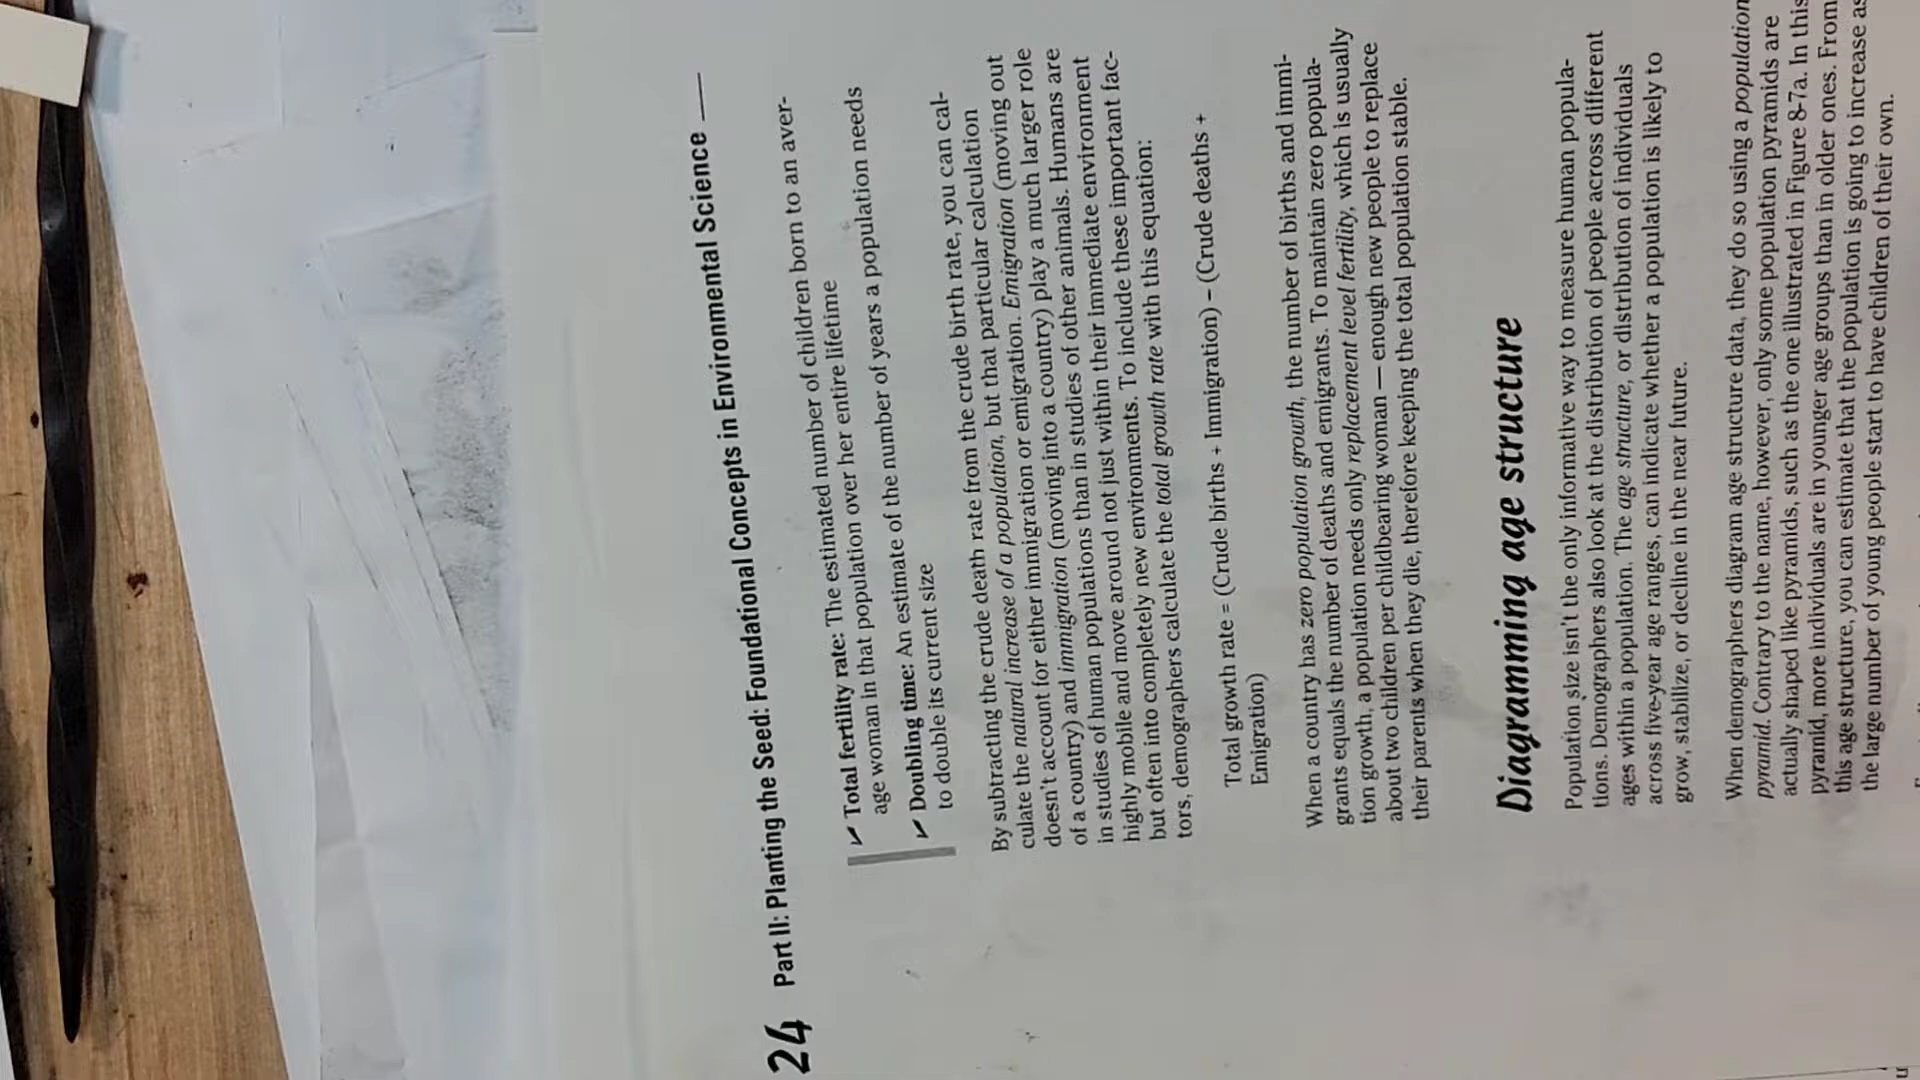 24 Part II: Planting the Seed: Foundational Concepts in Environmental Science
✓ Total fertility rate: The estimated number of children born to an aver-
age woman in that population over her entire lifetime
✓ Doubling time: An estimate of the number of years a population needs
to double its current size
By subtracting the crude death rate from the crude birth rate, you can cal-
culate the natural increase of a population, but that particular calculation
doesn't account for either immigration or emigration. Emigration (moving out
of a country) and immigration (moving into a country) play a much larger role
in studies of human populations than in studies of other animals. Humans are
highly mobile and move around not just within their immediate environment
but often into completely new environments. To include these important fac-
tors, demographers calculate the total growth rate with this equation:
Total growth rate = (Crude births + Immigration) – (Crude deaths +
Emigration)
When a country has zero population growth, the number of births and immi-
grants equals the number of deaths and emigrants. To maintain zero popula-
tion growth, a population needs only replacement level fertility, which is usually
about two children per childbearing woman — enough new people to replace
their parents when they die, therefore keeping the total population stable.
Diagramming age structure
Population size isn't the only informative way to measure human popula-
tions. Demographers also look at the distribution of people across different
ages within a population. The age structure, or distribution of individuals
across five-year age ranges, can indicate whether a population is likely to
grow, stabilize, or decline in the near future.
When demographers diagram age structure data, they do so using a population
pyramid. Contrary to the name, however, only some population pyramids are
actually shaped like pyramids, such as the one illustrated in Figure 8-7a. In this
pyramid, more individuals are in younger age groups than in older ones. From
this age structure, you can estimate that the population is going to increase as
the large number of young people start to have children of their own.